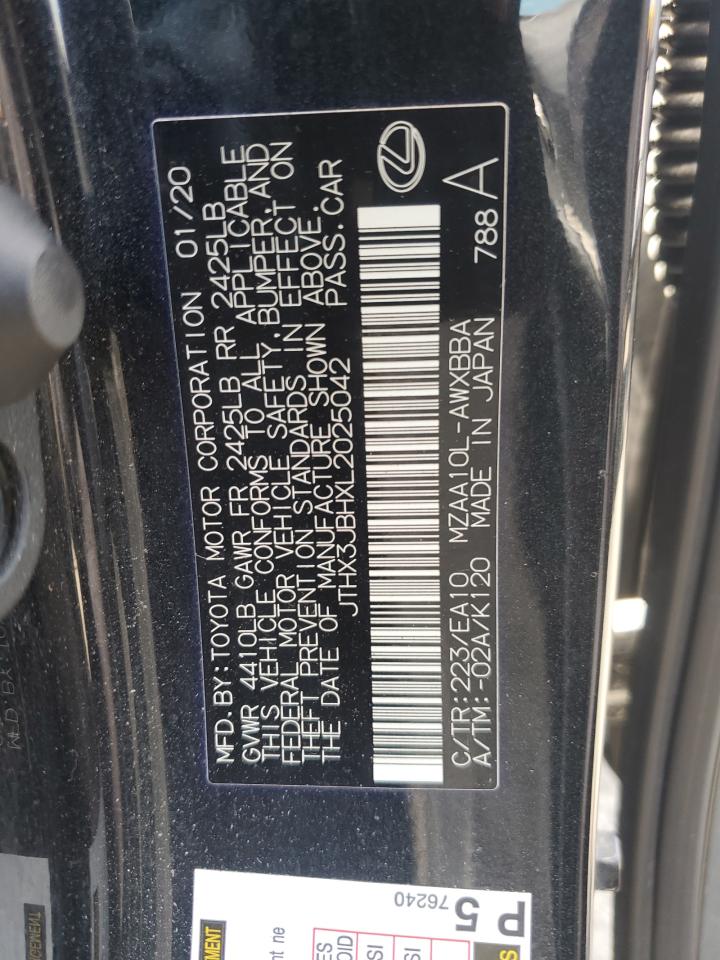 MFD.BY:TOYOTA MOTOR CORPORATION 01/20
GVWR 4410LB GAWR FR 2425LB RR 2425LB
THIS VEHICLE CONFORMS TO ALL APPLICABLE
FEDERAL MOTOR VEHICLE SAFETY,BUMPER,AND
THEFT PREVENTION STANDARDS IN EFFECT ON
THE DATE OF MANUFACTURE SHOWN ABOVE.
JTHX3JBHXL2025042 PASS.CAR
C/TR:223/EA10 MZAA10L-AWXBBA
A/TM:-02A/K120 MADE IN JAPAN
788 A
76240
P 5